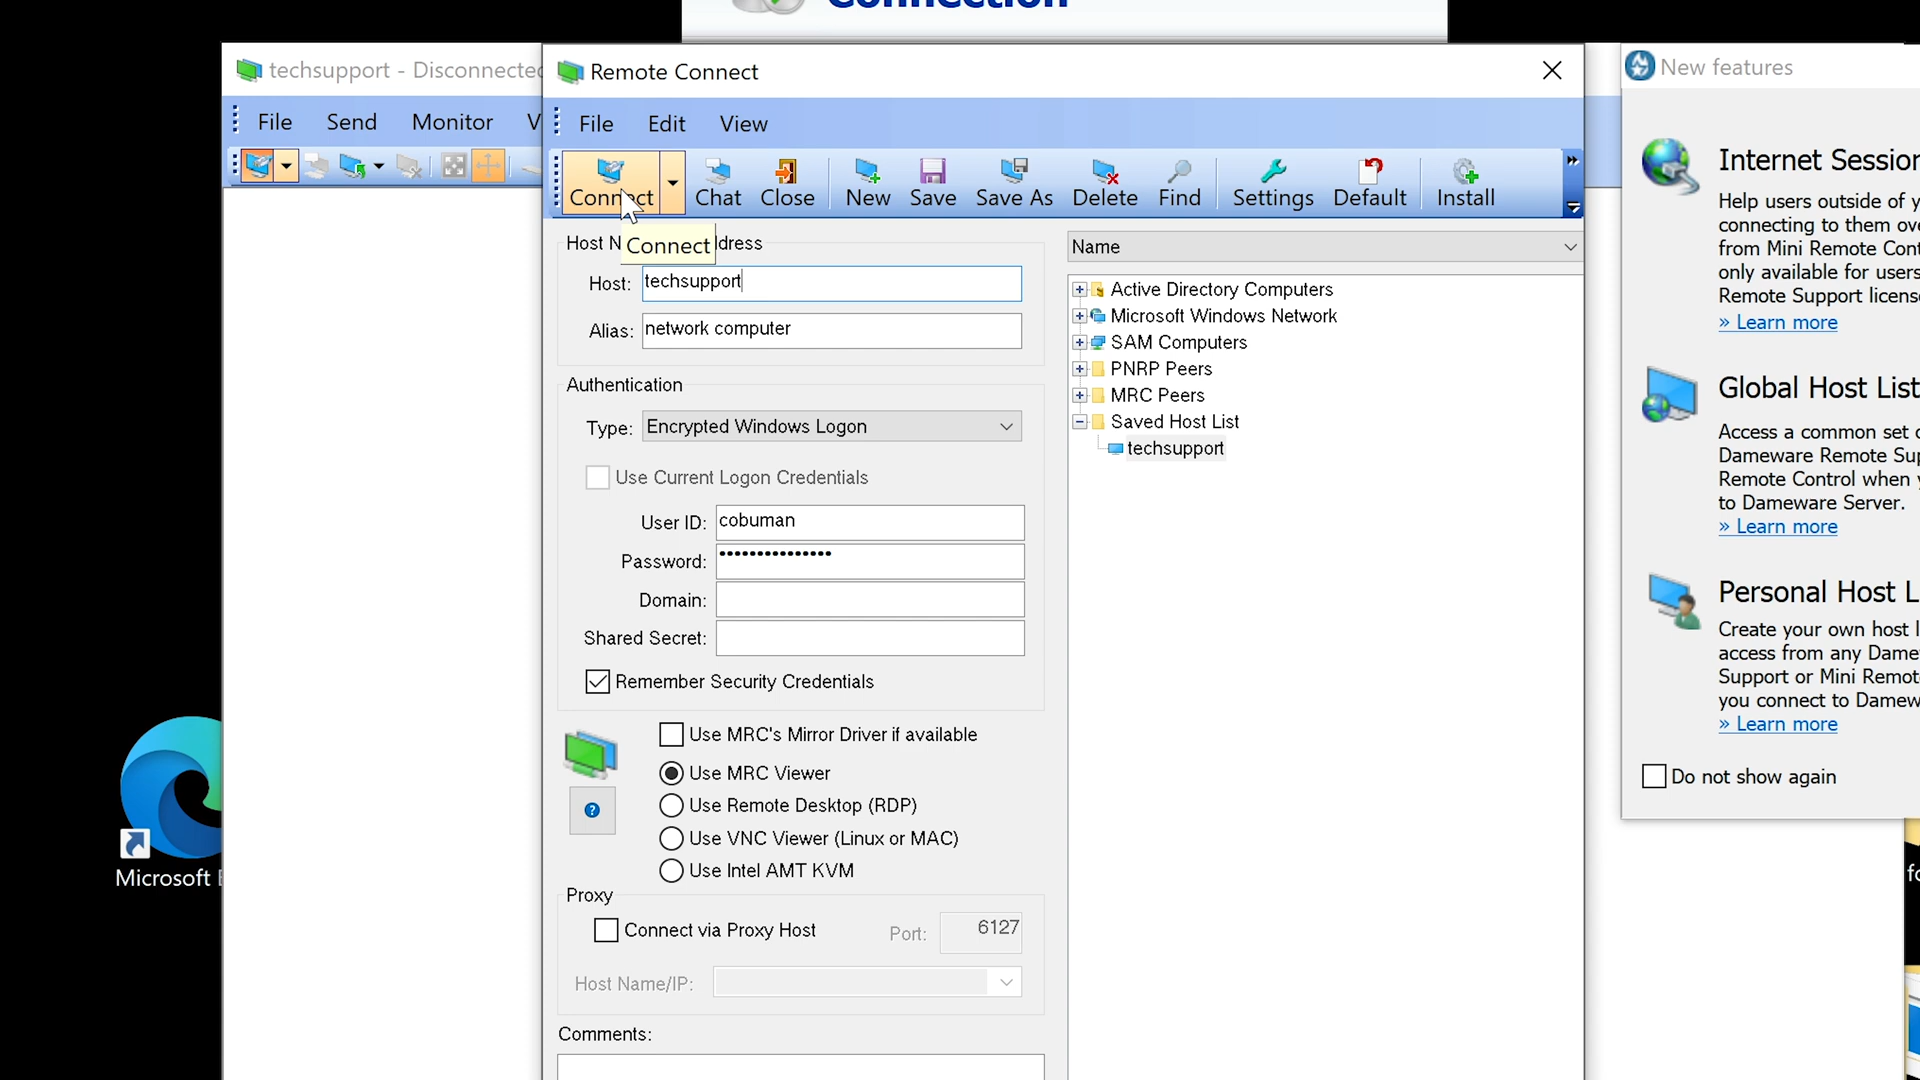 Connection
techsupport - Disconnected
Remote Connect
New features
File Send Monitor V
File Edit View
Connect Chat Close New Save Save As Delete Find Settings Default Install
Connect
Host N dress
Host: techsupport
Alias: network computer
Authentication
Type: Encrypted Windows Logon
Use Current Logon Credentials
User ID: cobuman
Password: •••••••••••••••
Domain:
Shared Secret:
Remember Security Credentials
Use MRC's Mirror Driver if available
Use MRC Viewer
Use Remote Desktop (RDP)
Use VNC Viewer (Linux or MAC)
Use Intel AMT KVM
Proxy
Connect via Proxy Host Port: 6127
Host Name/IP:
Comments:
Name
Active Directory Computers
Microsoft Windows Network
SAM Computers
PNRP Peers
MRC Peers
Saved Host List
techsupport
Internet Session
Help users outside of y
connecting to them ove
from Mini Remote Cont
only available for users
Remote Support license
» Learn more
Global Host List
Access a common set o
Dameware Remote Sup
Remote Control when y
to Dameware Server.
» Learn more
Personal Host L
Create your own host l
access from any Dame
Support or Mini Remot
you connect to Damew
» Learn more
Do not show again
Microsoft E
fo